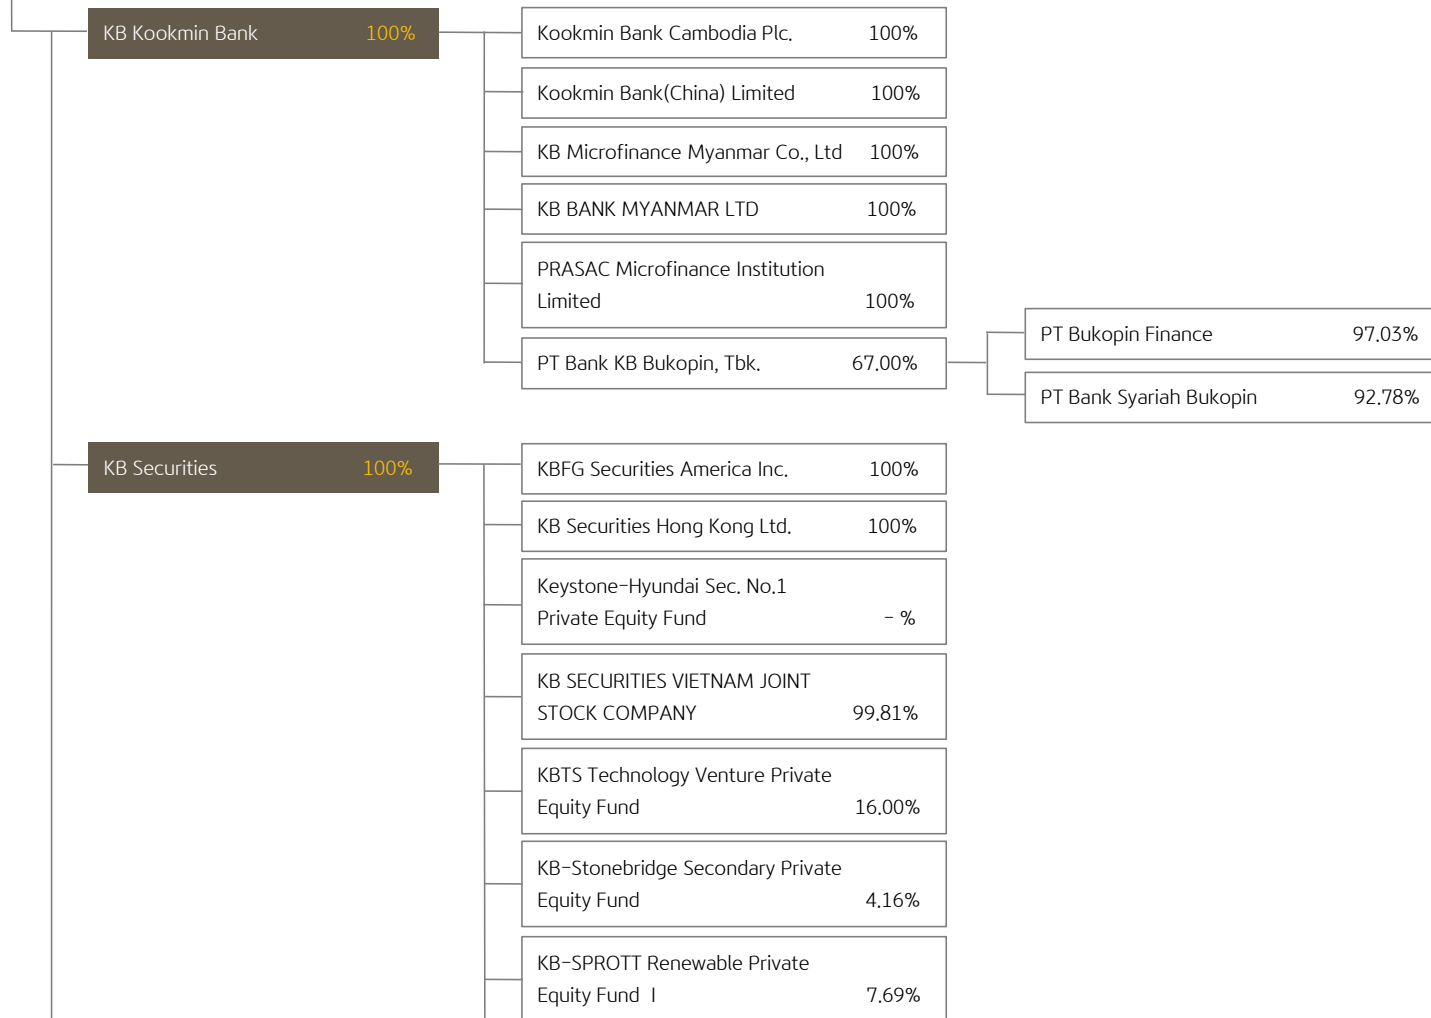 KB Kookmin Bank 100%
Kookmin Bank Cambodia Plc. 100%
Kookmin Bank(China) Limited 100%
KB Microfinance Myanmar Co., Ltd 100%
KB BANK MYANMAR LTD 100%
PRASAC Microfinance Institution
Limited 100%
PT Bank KB Bukopin, Tbk. 67.00%
PT Bukopin Finance 97.03%
PT Bank Syariah Bukopin 92.78%
KB Securities 100%
KBFG Securities America Inc. 100%
KB Securities Hong Kong Ltd. 100%
Keystone-Hyundai Sec. No.1
Private Equity Fund - %
KB SECURITIES VIETNAM JOINT
STOCK COMPANY 99.81%
KBTS Technology Venture Private
Equity Fund 16.00%
KB-Stonebridge Secondary Private
Equity Fund 4.16%
KB-SPROTT Renewable Private
Equity Fund Ⅰ 7.69%